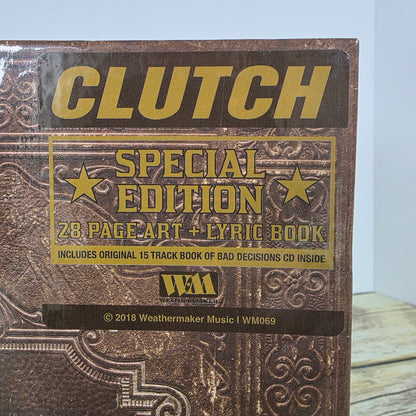 CLUTCH
SPECIAL
EDITION
28 PAGE ART + LYRIC BOOK
INCLUDES ORIGINAL 15 TRACK BOOK OF BAD DECISIONS CD INSIDE
WM
WEATHERMAKER
© 2018 Weathermaker Music | WM069